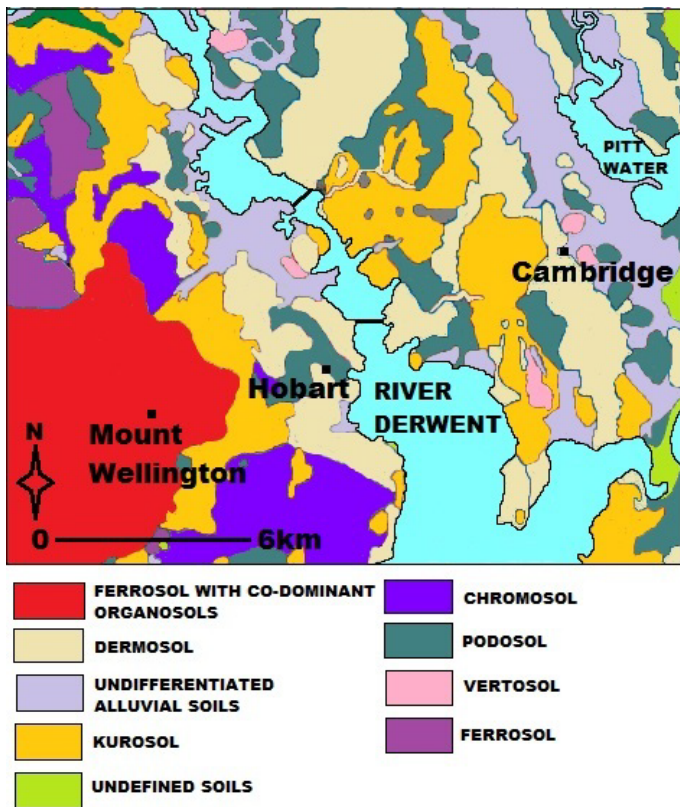 PITT
WATER
Cambridge
Hobart
RIVER
DERWENT
Mount
Wellington
N
0 6km
FERROSOL WITH CO-DOMINANT
ORGANOSOLS
DERMOSOL
UNDIFFERENTIATED
ALLUVIAL SOILS
KUROSOL
UNDEFINED SOILS
CHROMOSOL
PODOSOL
VERTOSOL
FERROSOL